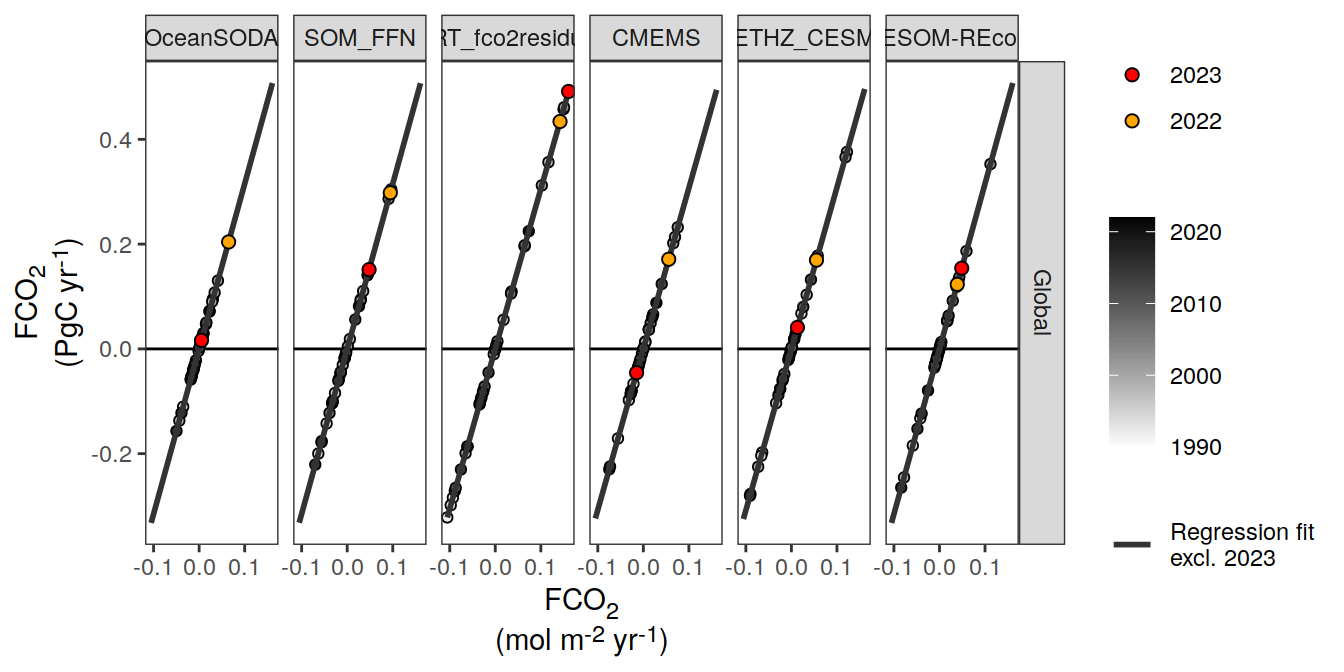 OceanSODA SOM_FFN RT_fco2residu CMEMS ETHZ_CESM ESOM-REco
2023
2022
0.4
0.2
0.0
-0.2
FCO₂
(PgC yr⁻¹)
Global
2020
2010
2000
1990
Regression fit
excl. 2023
-0.1 0.0 0.1 -0.1 0.0 0.1 -0.1 0.0 0.1 -0.1 0.0 0.1 -0.1 0.0 0.1 -0.1 0.0 0.1
FCO₂
(mol m⁻² yr⁻¹)